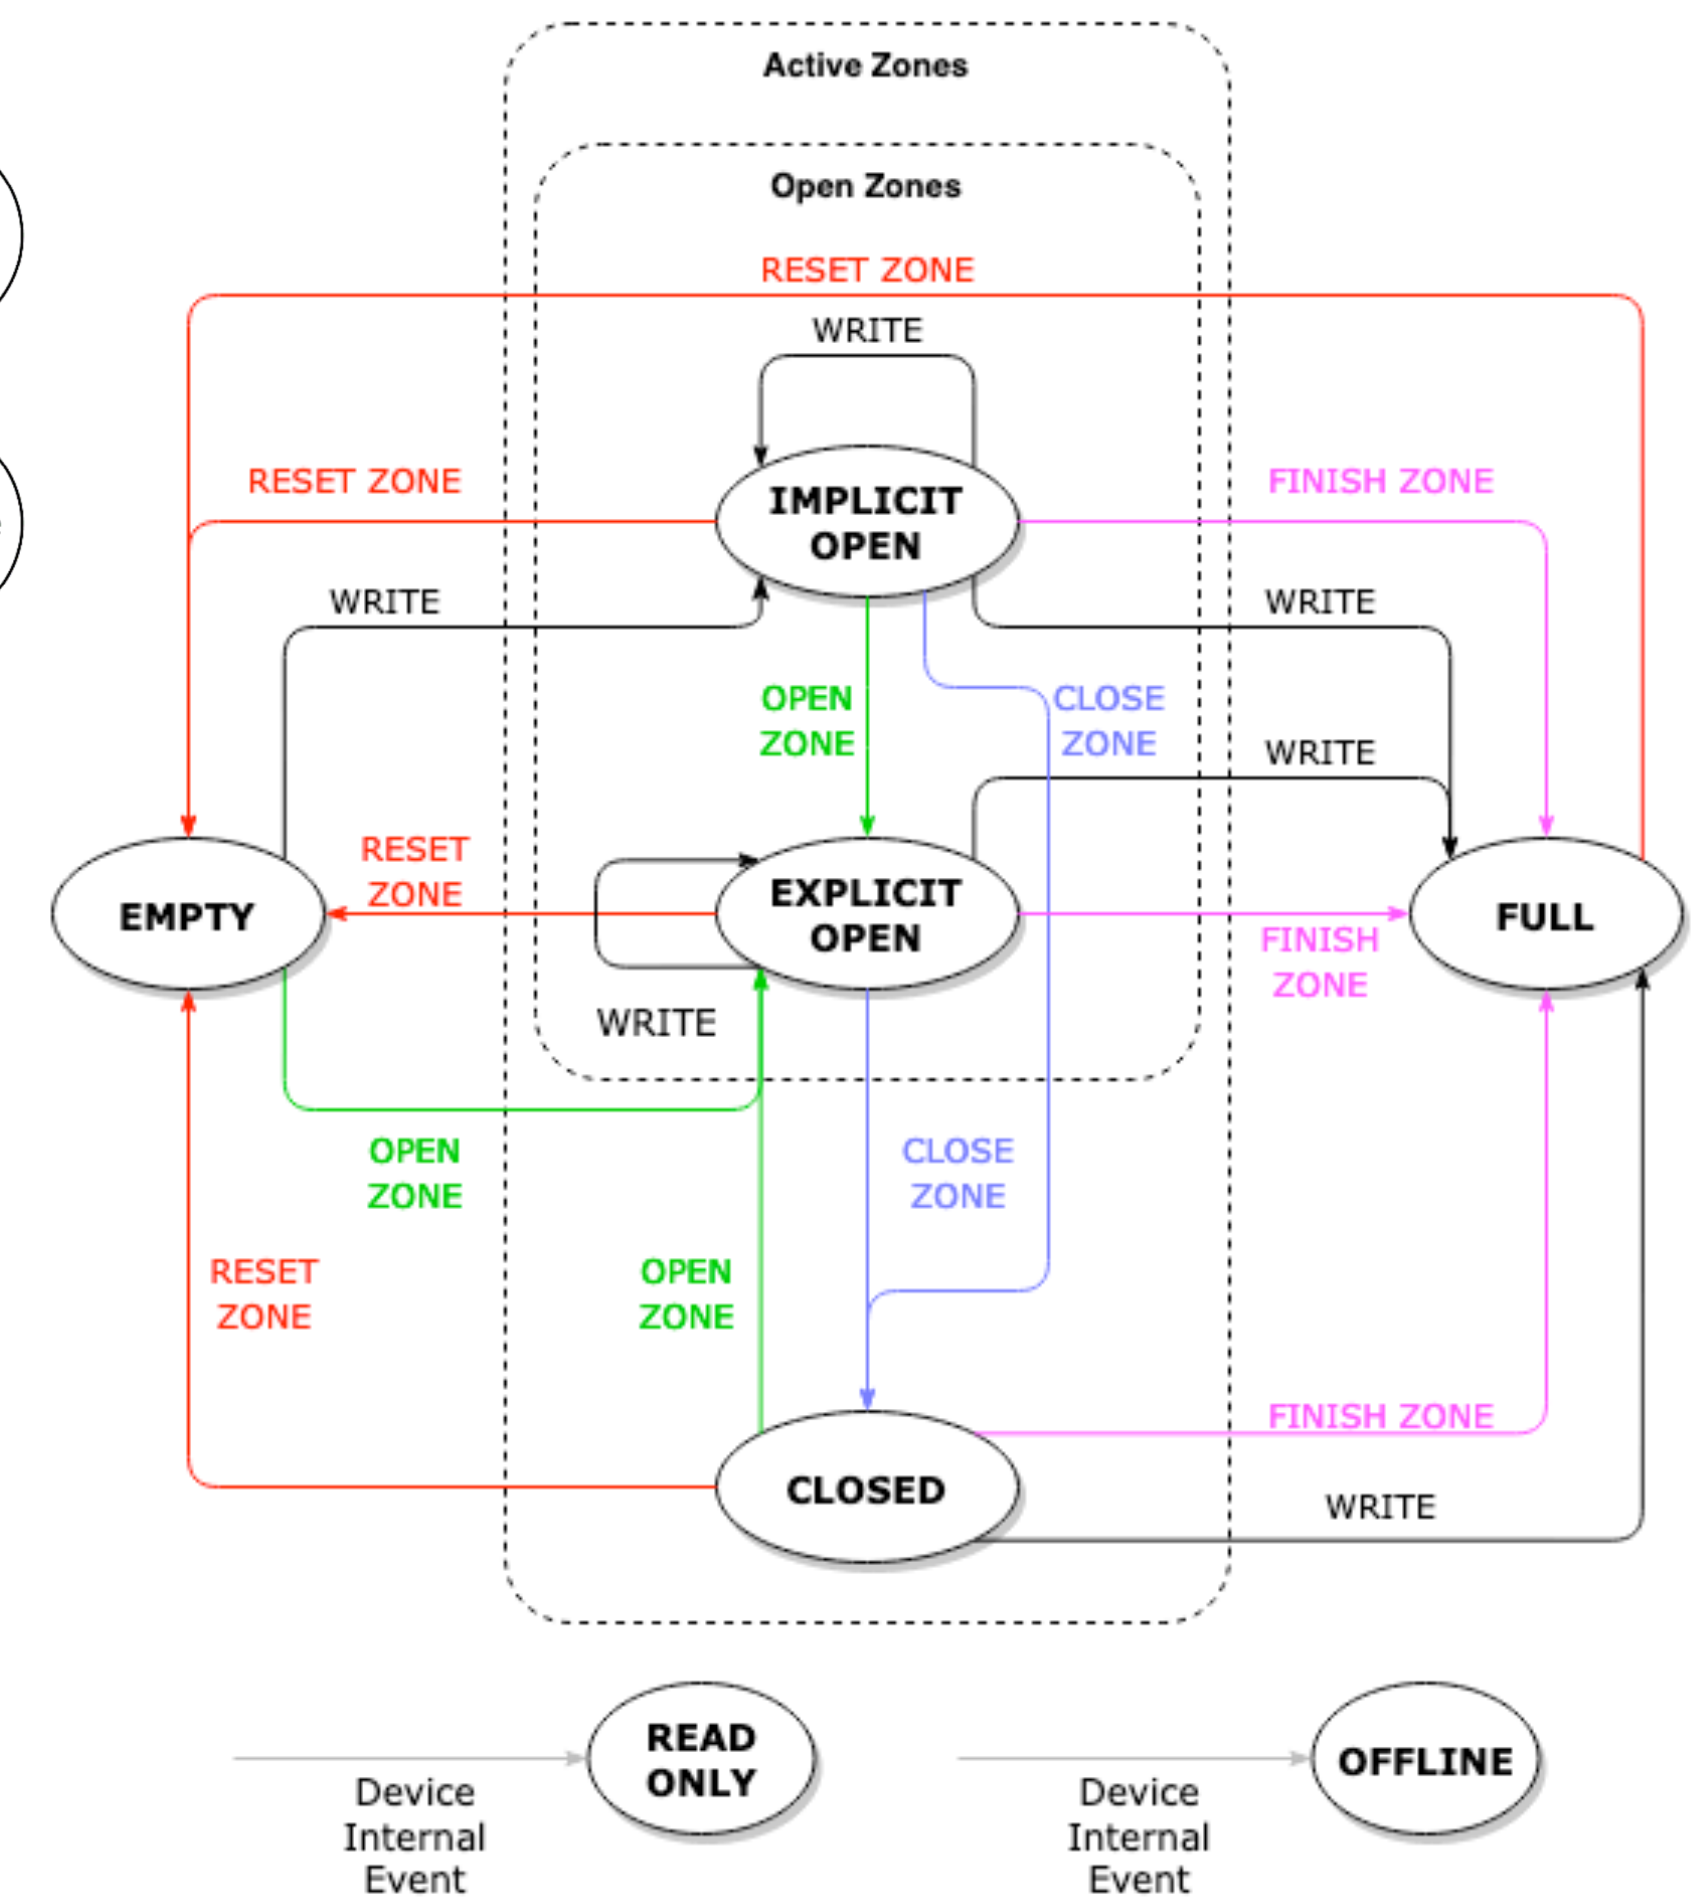 Active Zones
Open Zones
RESET ZONE
WRITE
RESET ZONE
IMPLICIT
OPEN
FINISH ZONE
WRITE
WRITE
OPEN
ZONE
CLOSE
ZONE
WRITE
RESET
ZONE
EMPTY
EXPLICIT
OPEN
FULL
FINISH
ZONE
WRITE
OPEN
ZONE
CLOSE
ZONE
RESET
ZONE
OPEN
ZONE
FINISH ZONE
CLOSED
WRITE
READ
ONLY
OFFLINE
Device
Internal
Event
Device
Internal
Event